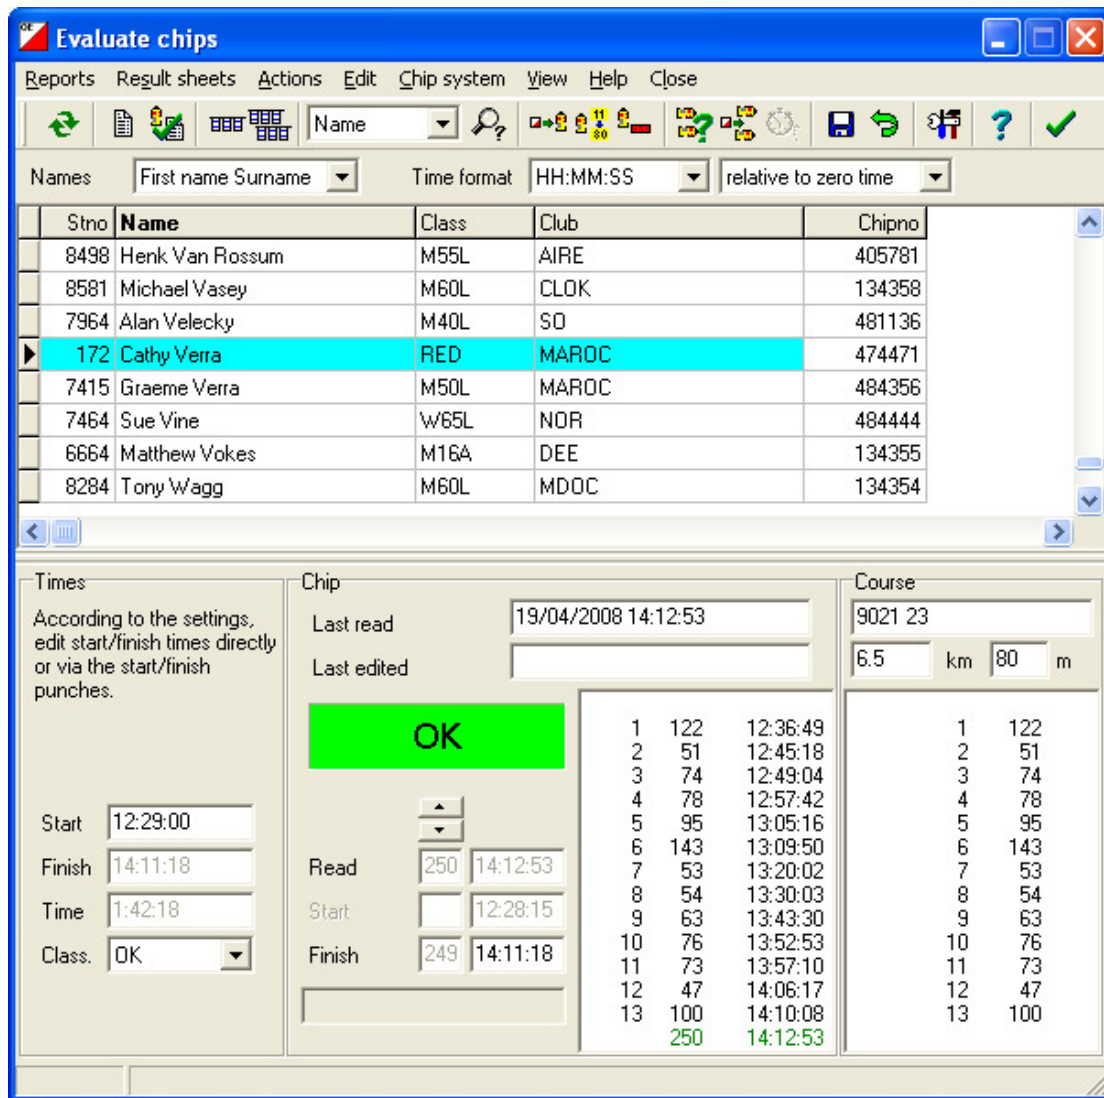 OE
Evaluate chips
Reports Result sheets Actions Edit Chip system View Help Close
Name
Names First name Surname Time format HH:MM:SS relative to zero time
Stno Name Class Club Chipno
8498 Henk Van Rossum M55L AIRE 405781
8581 Michael Vasey M60L CLOK 134358
7964 Alan Velecky M40L SO 481136
172 Cathy Verra RED MAROC 474471
7415 Graeme Verra M50L MAROC 484356
7464 Sue Vine W65L NOR 484444
6664 Matthew Vokes M16A DEE 134355
8284 Tony Wagg M60L MDOC 134354
Times
According to the settings,
edit start/finish times directly
or via the start/finish
punches.
Start 12:29:00
Finish 14:11:18
Time 1:42:18
Class. OK
Chip
Last read 19/04/2008 14:12:53
Last edited
OK
Read 250 14:12:53
Start 12:28:15
Finish 249 14:11:18
1 122 12:36:49
2 51 12:45:18
3 74 12:49:04
4 78 12:57:42
5 95 13:05:16
6 143 13:09:50
7 53 13:20:02
8 54 13:30:03
9 63 13:43:30
10 76 13:52:53
11 73 13:57:10
12 47 14:06:17
13 100 14:10:08
250 14:12:53
Course
9021 23
6.5 km 80 m
1 122
2 51
3 74
4 78
5 95
6 143
7 53
8 54
9 63
10 76
11 73
12 47
13 100